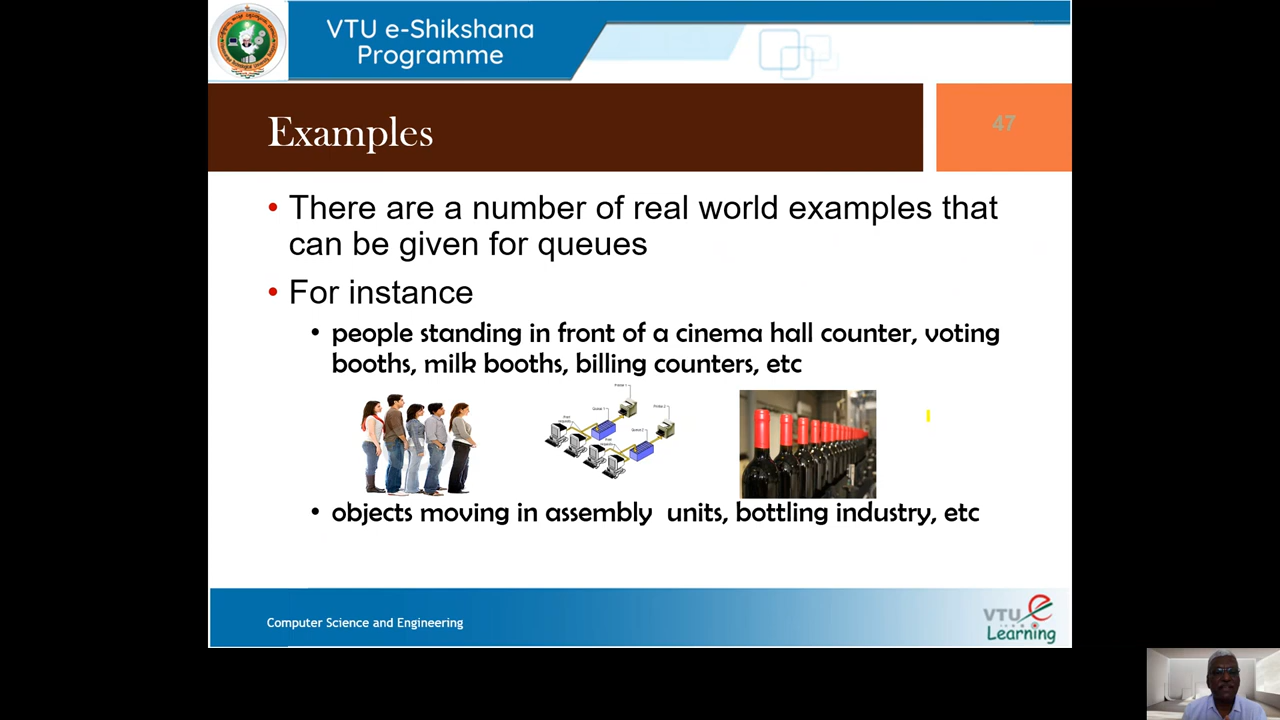 VTU e-Shikshana
Programme
Examples
47
• There are a number of real world examples that
can be given for queues
• For instance
• people standing in front of a cinema hall counter, voting
booths, milk booths, billing counters, etc
• objects moving in assembly units, bottling industry, etc
Computer Science and Engineering
VTU e
Learning